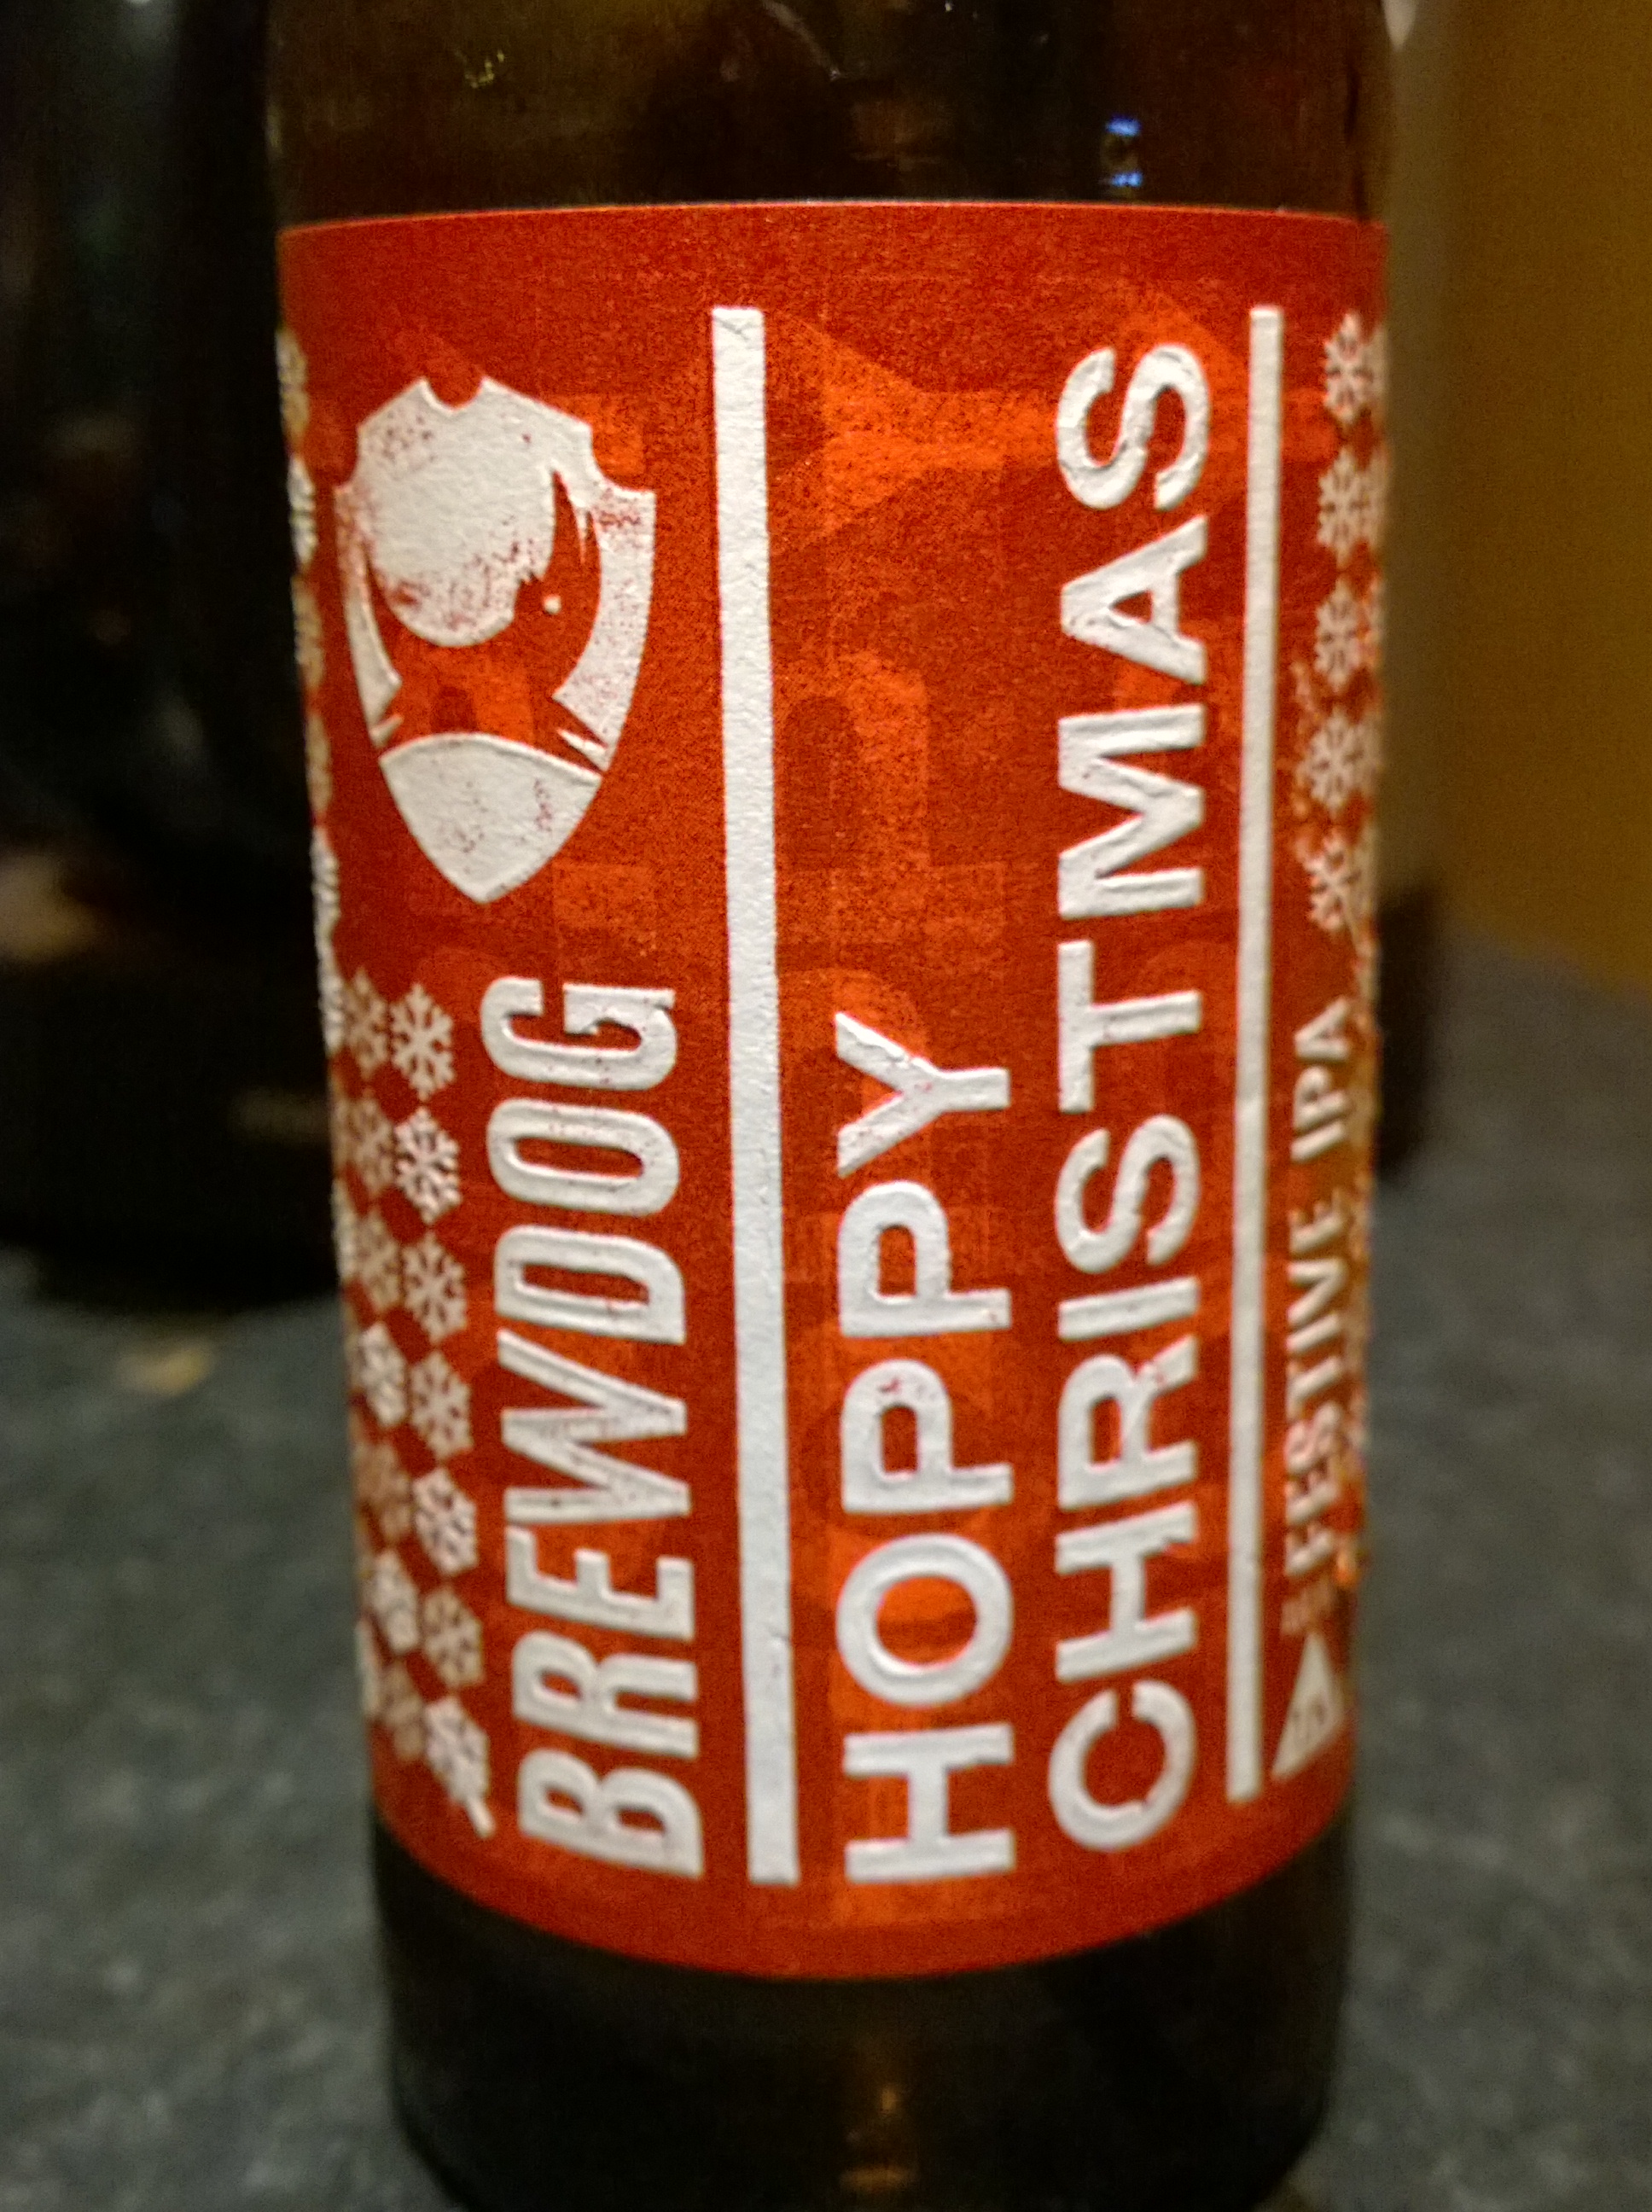 BREWDOG
HOPPY
CHRISTMAS
FESTIVE IPA